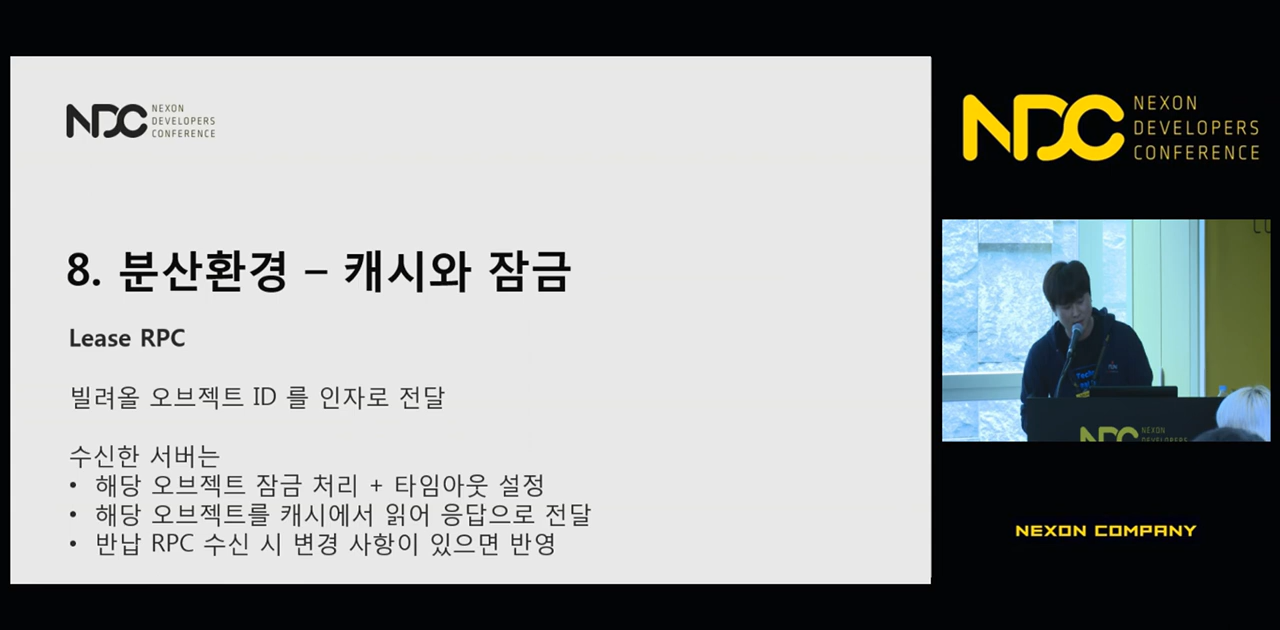 NDC NEXON
DEVELOPERS
CONFERENCE
8. 분산환경 – 캐시와 잠금
Lease RPC
빌려올 오브젝트 ID 를 인자로 전달
수신한 서버는
• 해당 오브젝트 잠금 처리 + 타임아웃 설정
• 해당 오브젝트를 캐시에서 읽어 응답으로 전달
• 반납 RPC 수신 시 변경 사항이 있으면 반영
NDC NEXON
DEVELOPERS
CONFERENCE
NDC NEXON
DEVELOPERS
NEXON COMPANY